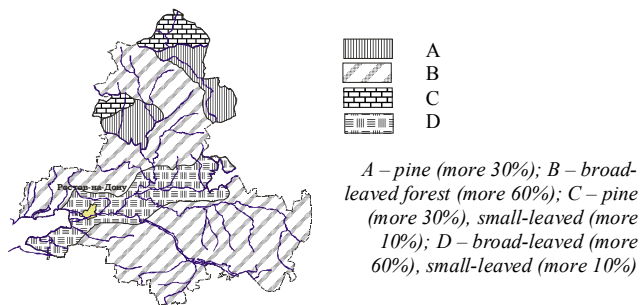 A
B
C
D
Ростов-на-Дону
A – pine (more 30%); B – broad-
leaved forest (more 60%); C – pine
(more 30%), small-leaved (more
10%); D – broad-leaved (more
60%), small-leaved (more 10%)